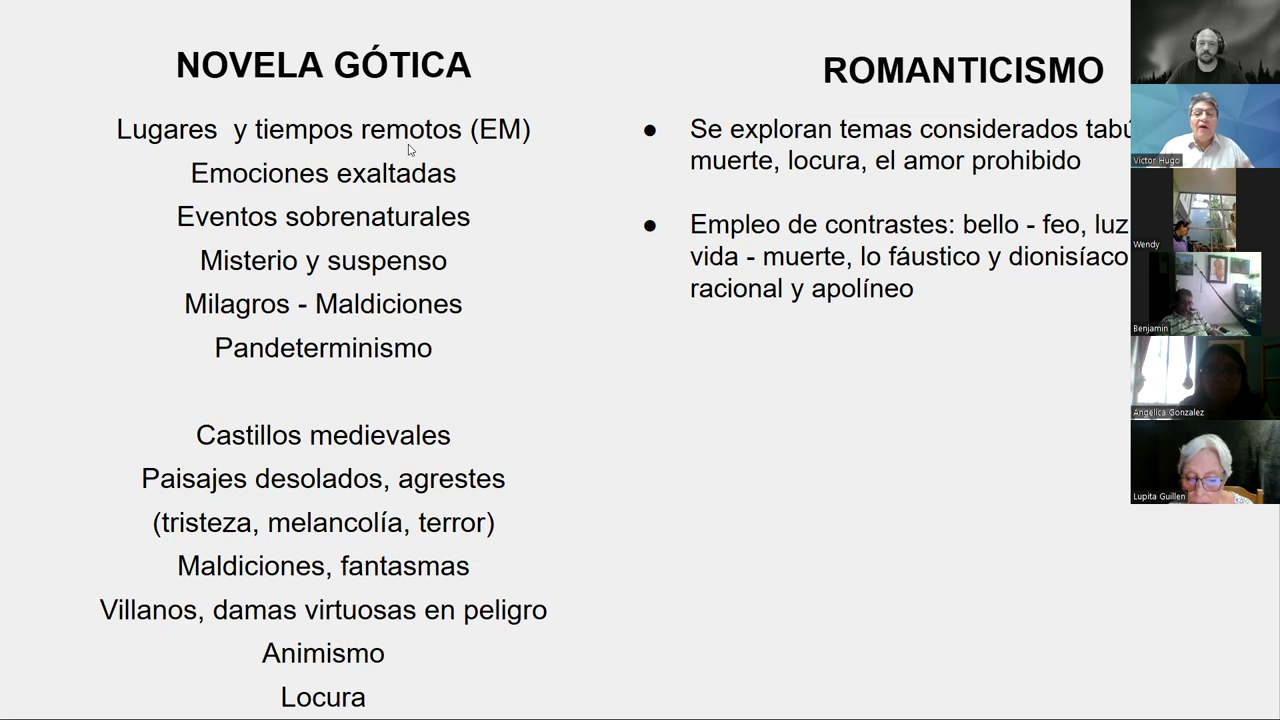 NOVELA GÓTICA
Lugares y tiempos remotos (EM)
Emociones exaltadas
Eventos sobrenaturales
Misterio y suspenso
Milagros - Maldiciones
Pandeterminismo
Castillos medievales
Paisajes desolados, agrestes
(tristeza, melancolía, terror)
Maldiciones, fantasmas
Villanos, damas virtuosas en peligro
Animismo
Locura
ROMANTICISMO
● Se exploran temas considerados tabú
muerte, locura, el amor prohibido
● Empleo de contrastes: bello - feo, luz
vida - muerte, lo fáustico y dionisíaco
racional y apolíneo
Victor Hugo
Wendy
Benjamin
Angelica Gonzalez
Lupita Guillen